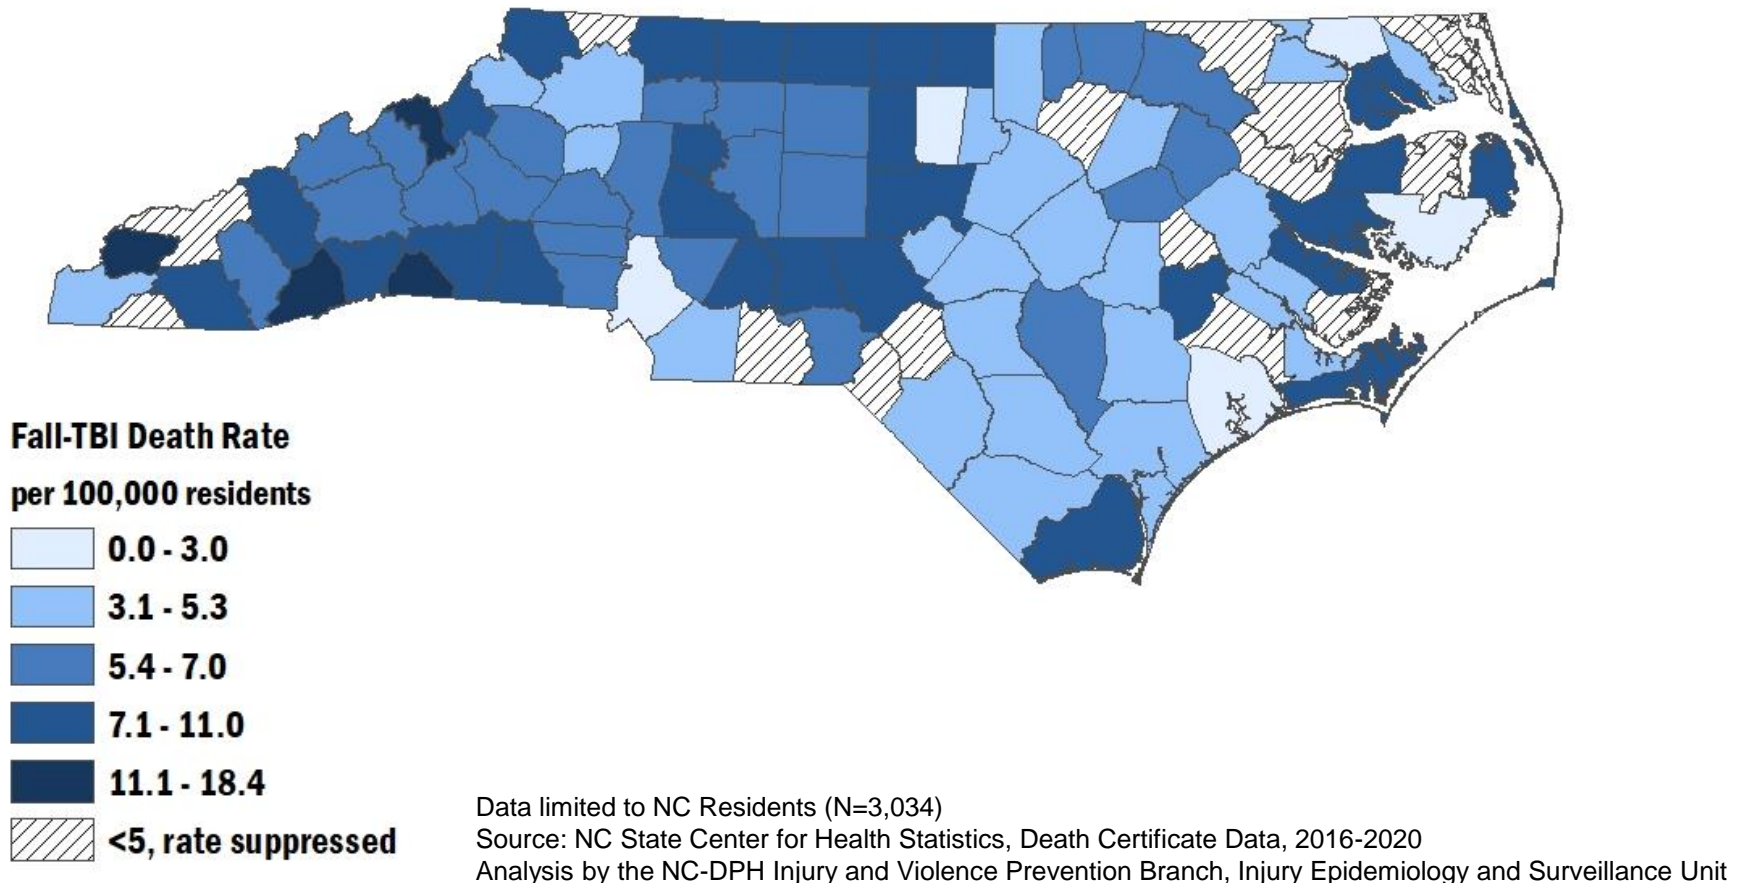 Fall-TBI Death Rate
per 100,000 residents
0.0 - 3.0
3.1 - 5.3
5.4 - 7.0
7.1 - 11.0
11.1 - 18.4
<5, rate suppressed
Data limited to NC Residents (N=3,034)
Source: NC State Center for Health Statistics, Death Certificate Data, 2016-2020
Analysis by the NC-DPH Injury and Violence Prevention Branch, Injury Epidemiology and Surveillance Unit